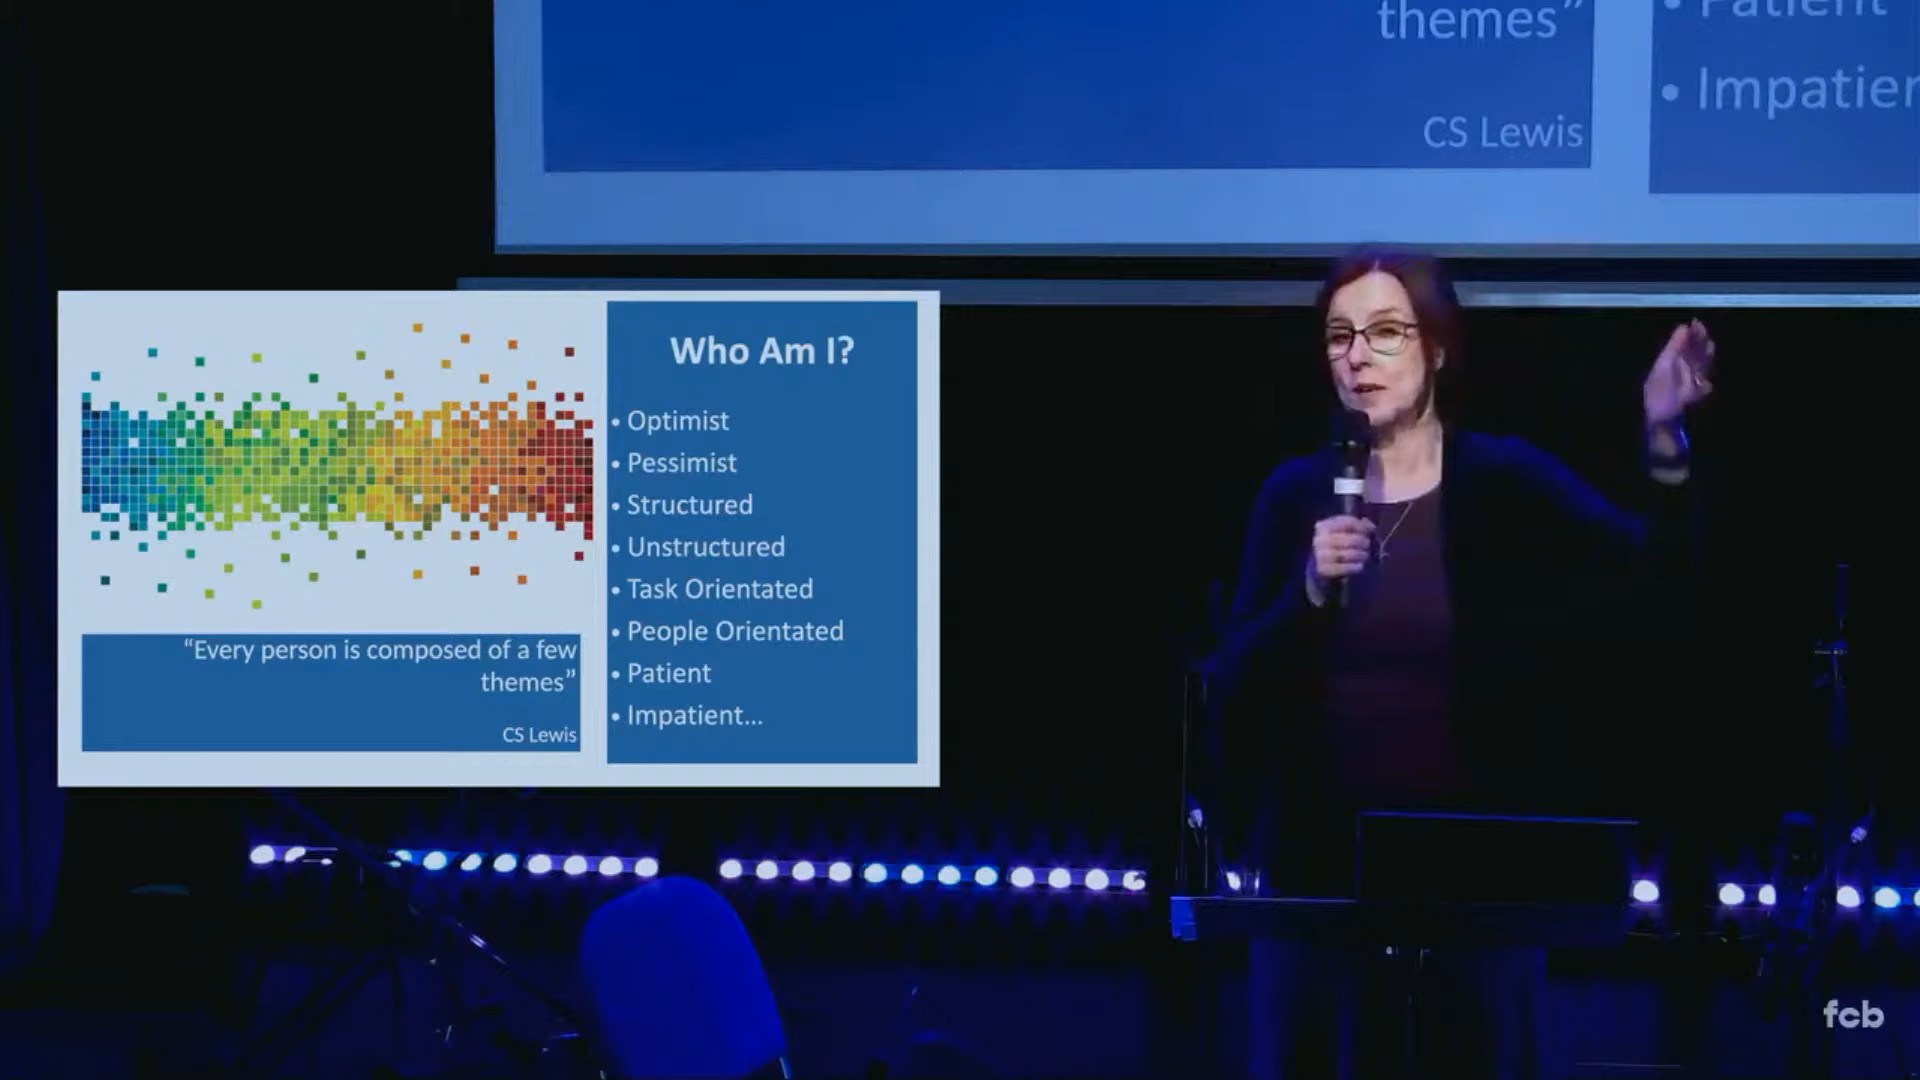 themes”
CS Lewis
• Patient
• Impatien
Who Am I?
• Optimist
• Pessimist
• Structured
• Unstructured
• Task Orientated
• People Orientated
• Patient
• Impatient...
“Every person is composed of a few
themes”
CS Lewis
fcb